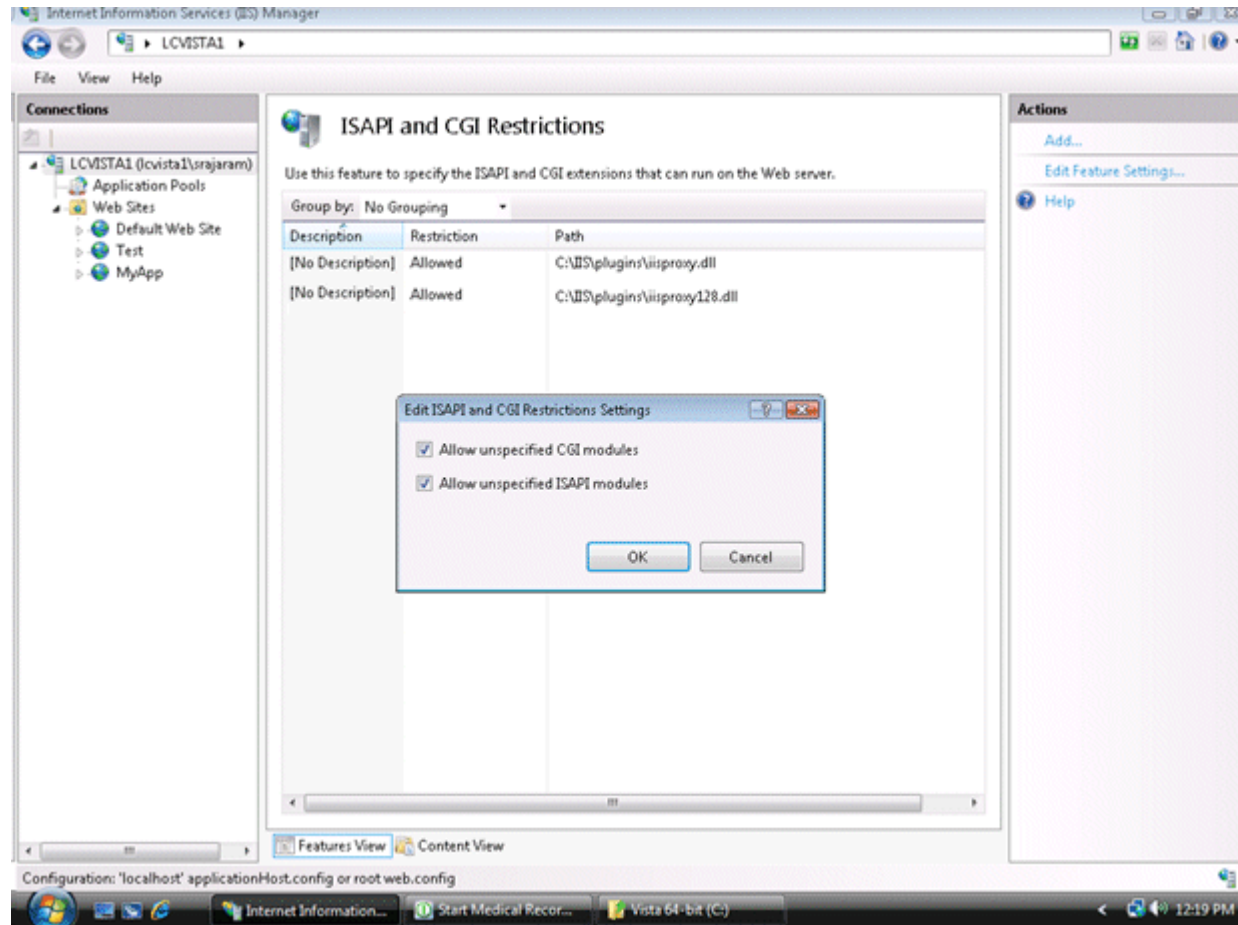 Internet Information Services (IIS) Manager
LCVISTA1
File View Help
Connections
LCVISTA1 (lcvista1\srajaram)
Application Pools
Web Sites
Default Web Site
Test
MyApp
ISAPI and CGI Restrictions
Use this feature to specify the ISAPI and CGI extensions that can run on the Web server.
Group by: No Grouping
Description Restriction Path
[No Description] Allowed C:\IIS\plugins\iisproxy.dll
[No Description] Allowed C:\IIS\plugins\iisproxy128.dll
Edit ISAPI and CGI Restrictions Settings
Allow unspecified CGI modules
Allow unspecified ISAPI modules
OK Cancel
Actions
Add...
Edit Feature Settings...
Help
Features View Content View
Configuration: 'localhost' applicationHost.config or root web.config
Internet Information... Start Medical Recor... Vista 64-bit (C:) 12:19 PM